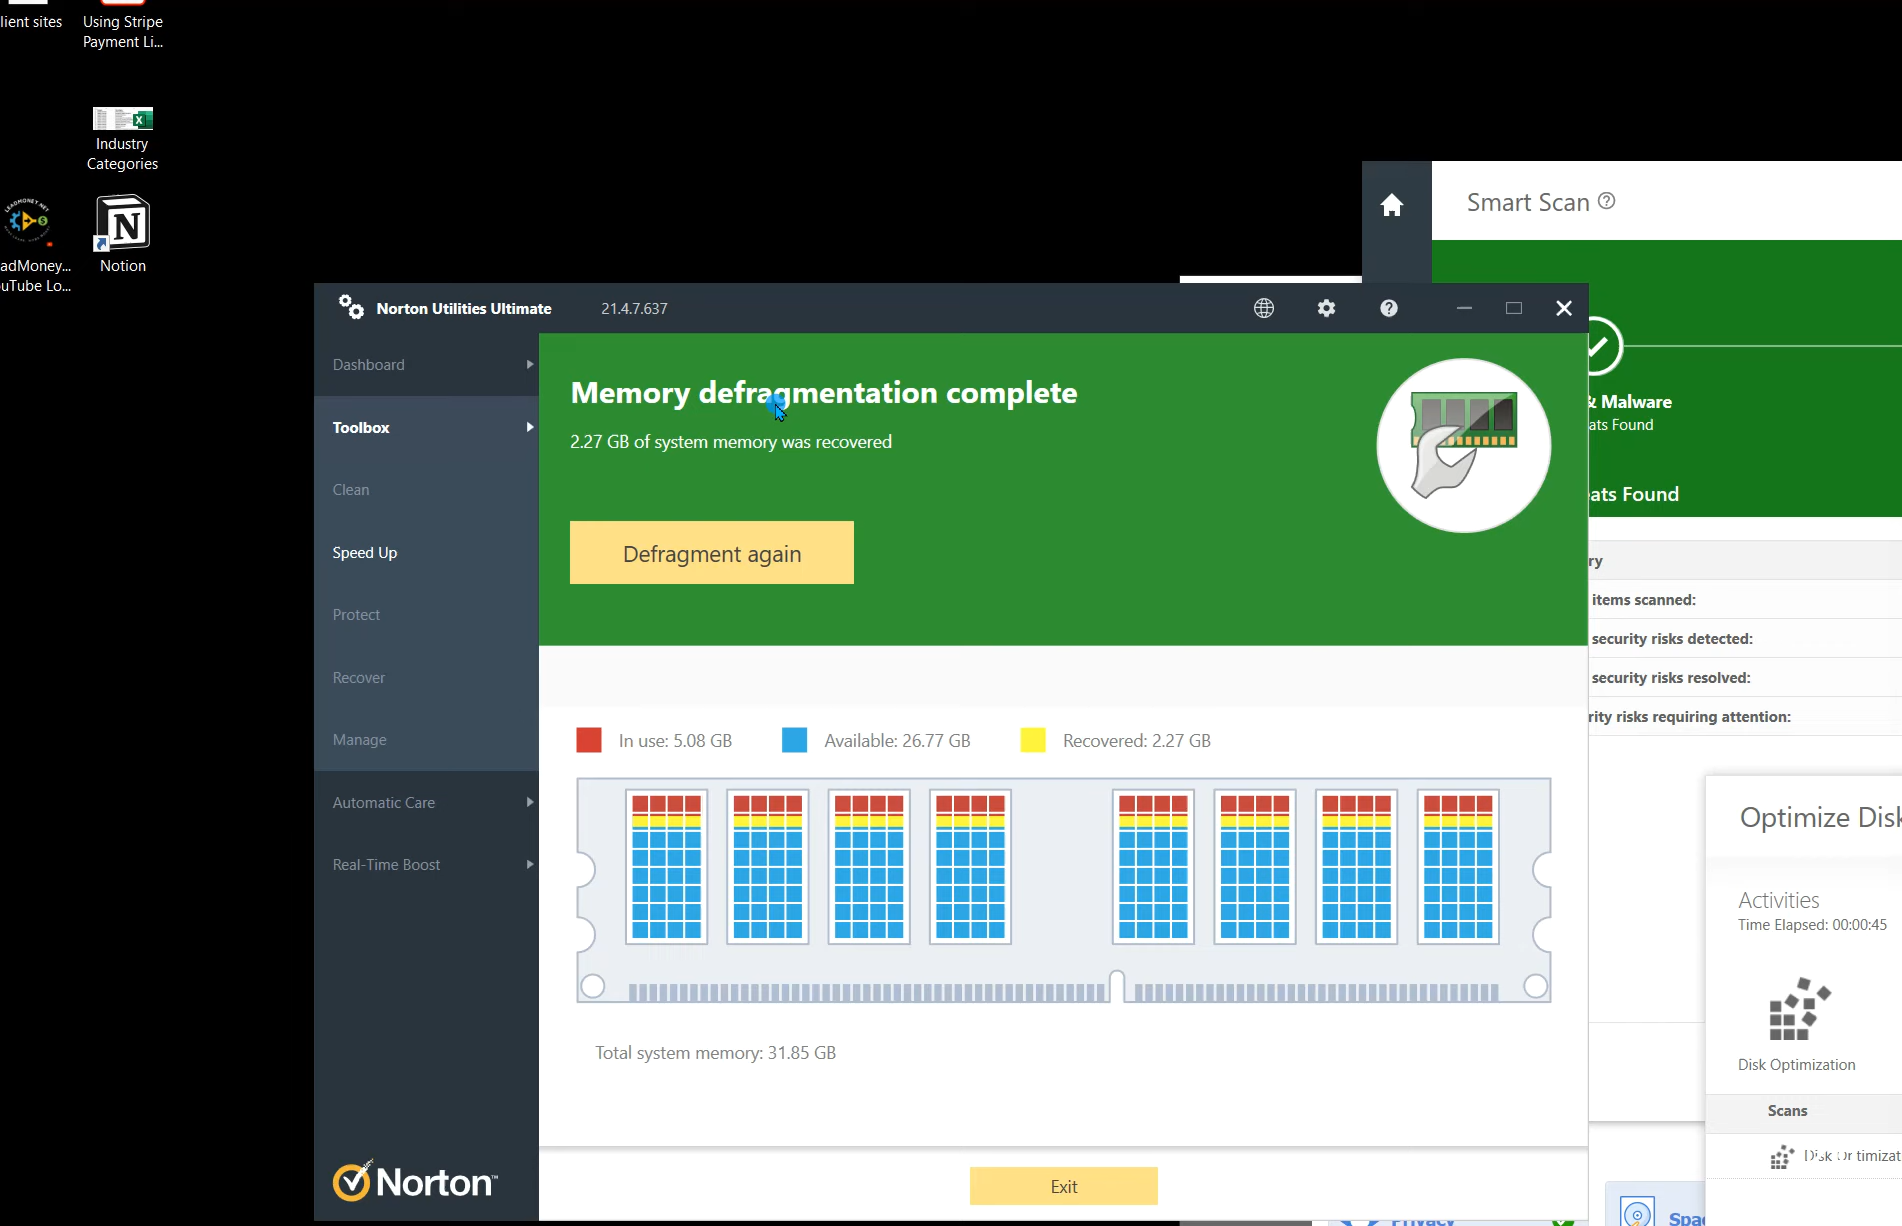 lient sites
Using Stripe
Payment Li...
Industry
Categories
adMoney...
uTube Lo...
Notion
Smart Scan
Norton Utilities Ultimate 21.4.7.637
Dashboard
Toolbox
Clean
Speed Up
Protect
Recover
Manage
Automatic Care
Real-Time Boost
Norton
Memory defragmentation complete
2.27 GB of system memory was recovered
Defragment again
In use: 5.08 GB
Available: 26.77 GB
Recovered: 2.27 GB
Total system memory: 31.85 GB
Exit
& Malware
ats Found
ats Found
ry
items scanned:
security risks detected:
security risks resolved:
rity risks requiring attention:
Optimize Disk
Activities
Time Elapsed: 00:00:45
Disk Optimization
Scans
Privacy
Spac